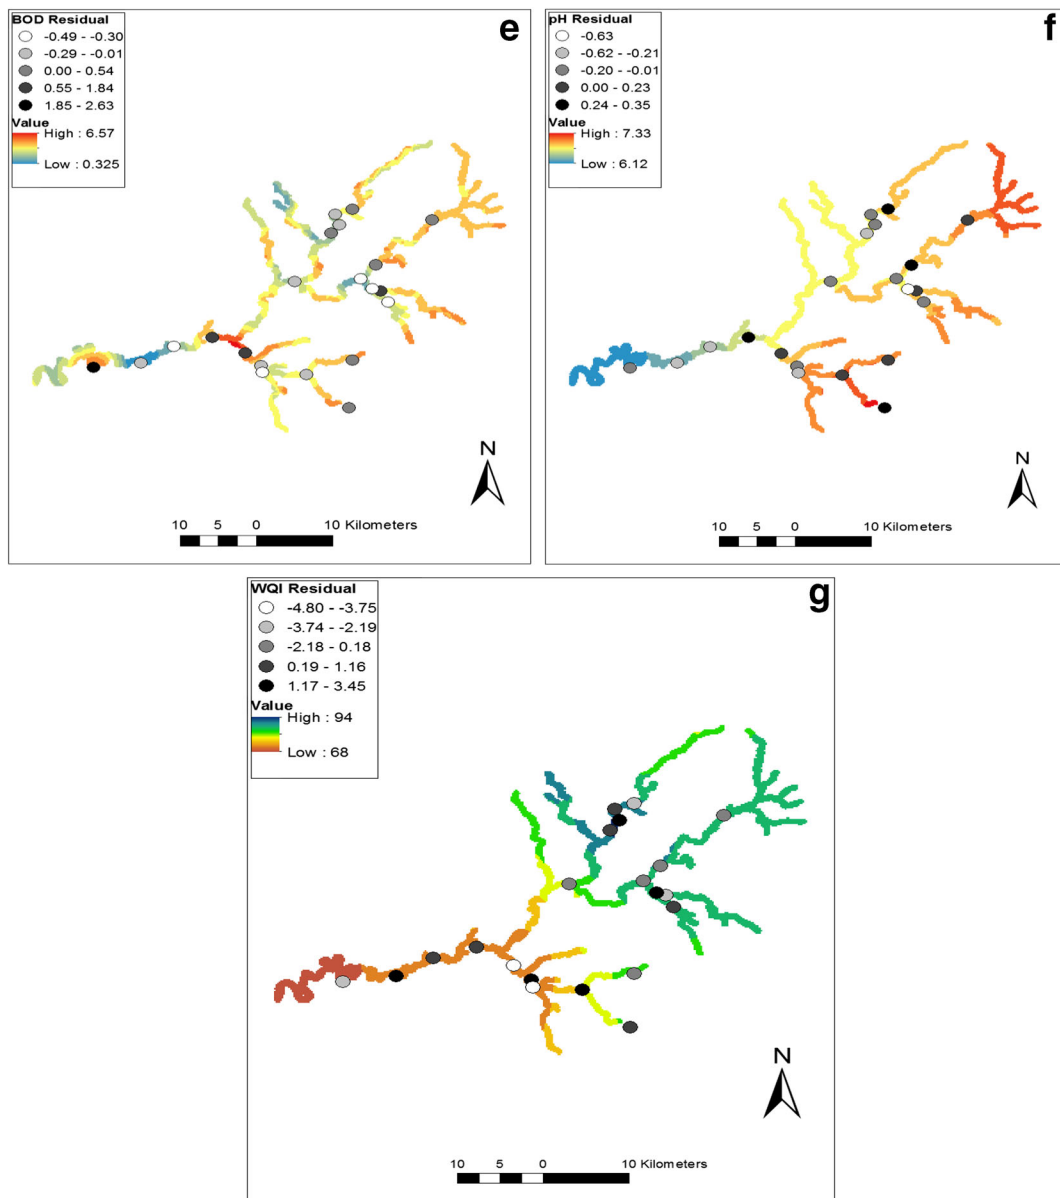 e
BOD Residual
-0.49 - -0.30
-0.29 - -0.01
0.00 - 0.54
0.55 - 1.84
1.85 - 2.63
Value
High : 6.57
Low : 0.325
N
10 5 0 10 Kilometers
f
pH Residual
-0.63
-0.62 - -0.21
-0.20 - -0.01
0.00 - 0.23
0.24 - 0.35
Value
High : 7.33
Low : 6.12
N
10 5 0 10 Kilometers
g
WQI Residual
-4.80 - -3.75
-3.74 - -2.19
-2.18 - 0.18
0.19 - 1.16
1.17 - 3.45
Value
High : 94
Low : 68
N
10 5 0 10 Kilometers